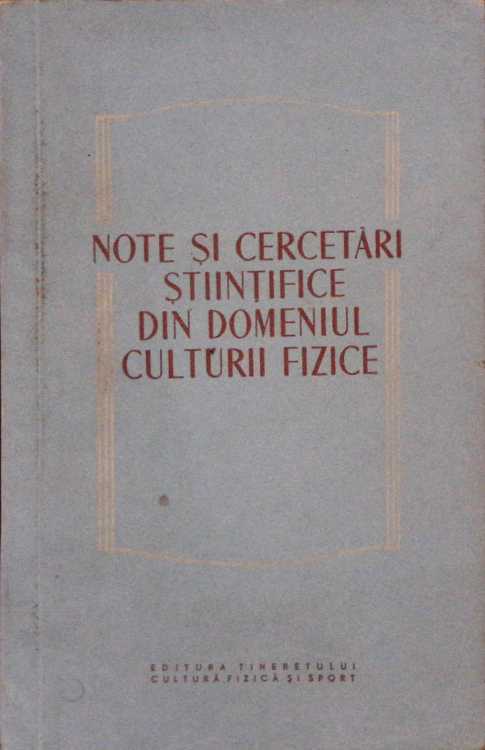 NOTE ȘI CERCETĂRI
ȘTIINȚIFICE
DIN DOMENIUL
CULTURII FIZICE
EDITURA TINERETULUI
CULTURĂ FIZICĂ ȘI SPORT